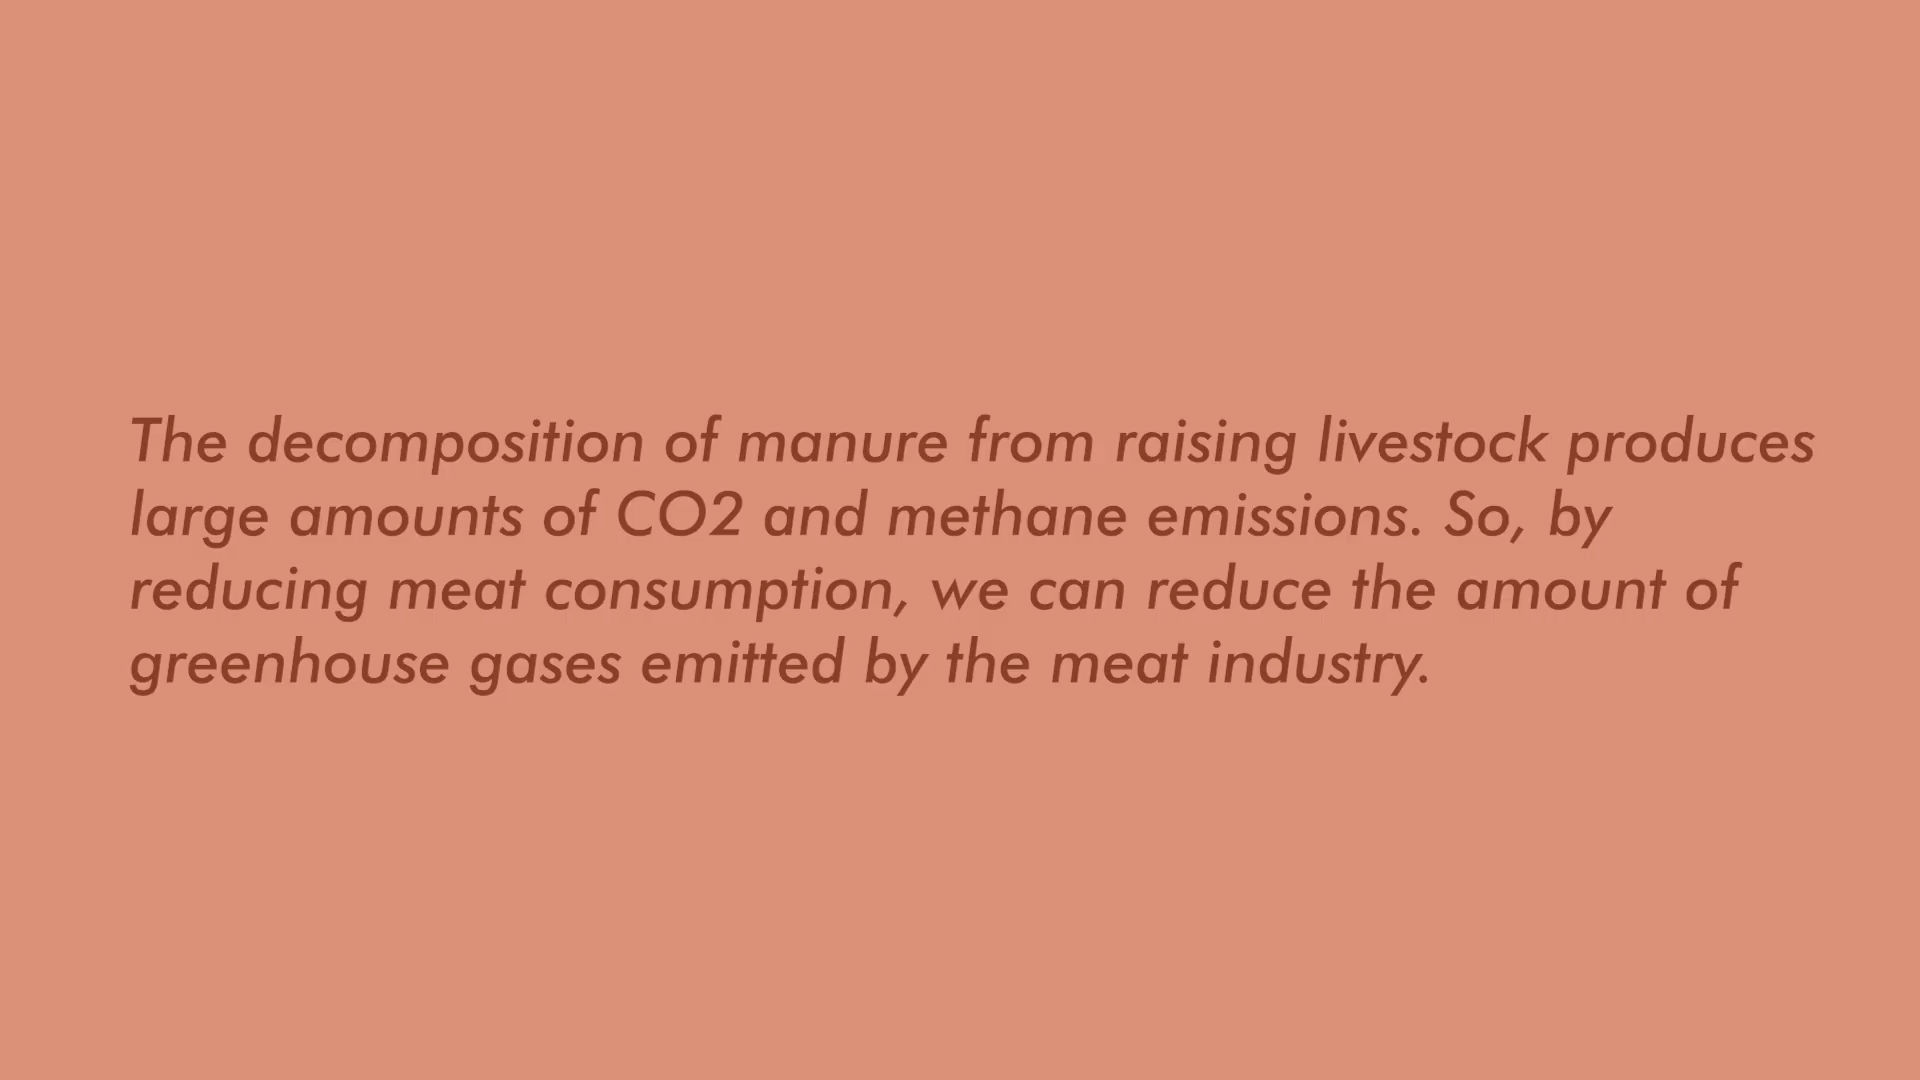 The decomposition of manure from raising livestock produces
large amounts of CO2 and methane emissions. So, by
reducing meat consumption, we can reduce the amount of
greenhouse gases emitted by the meat industry.